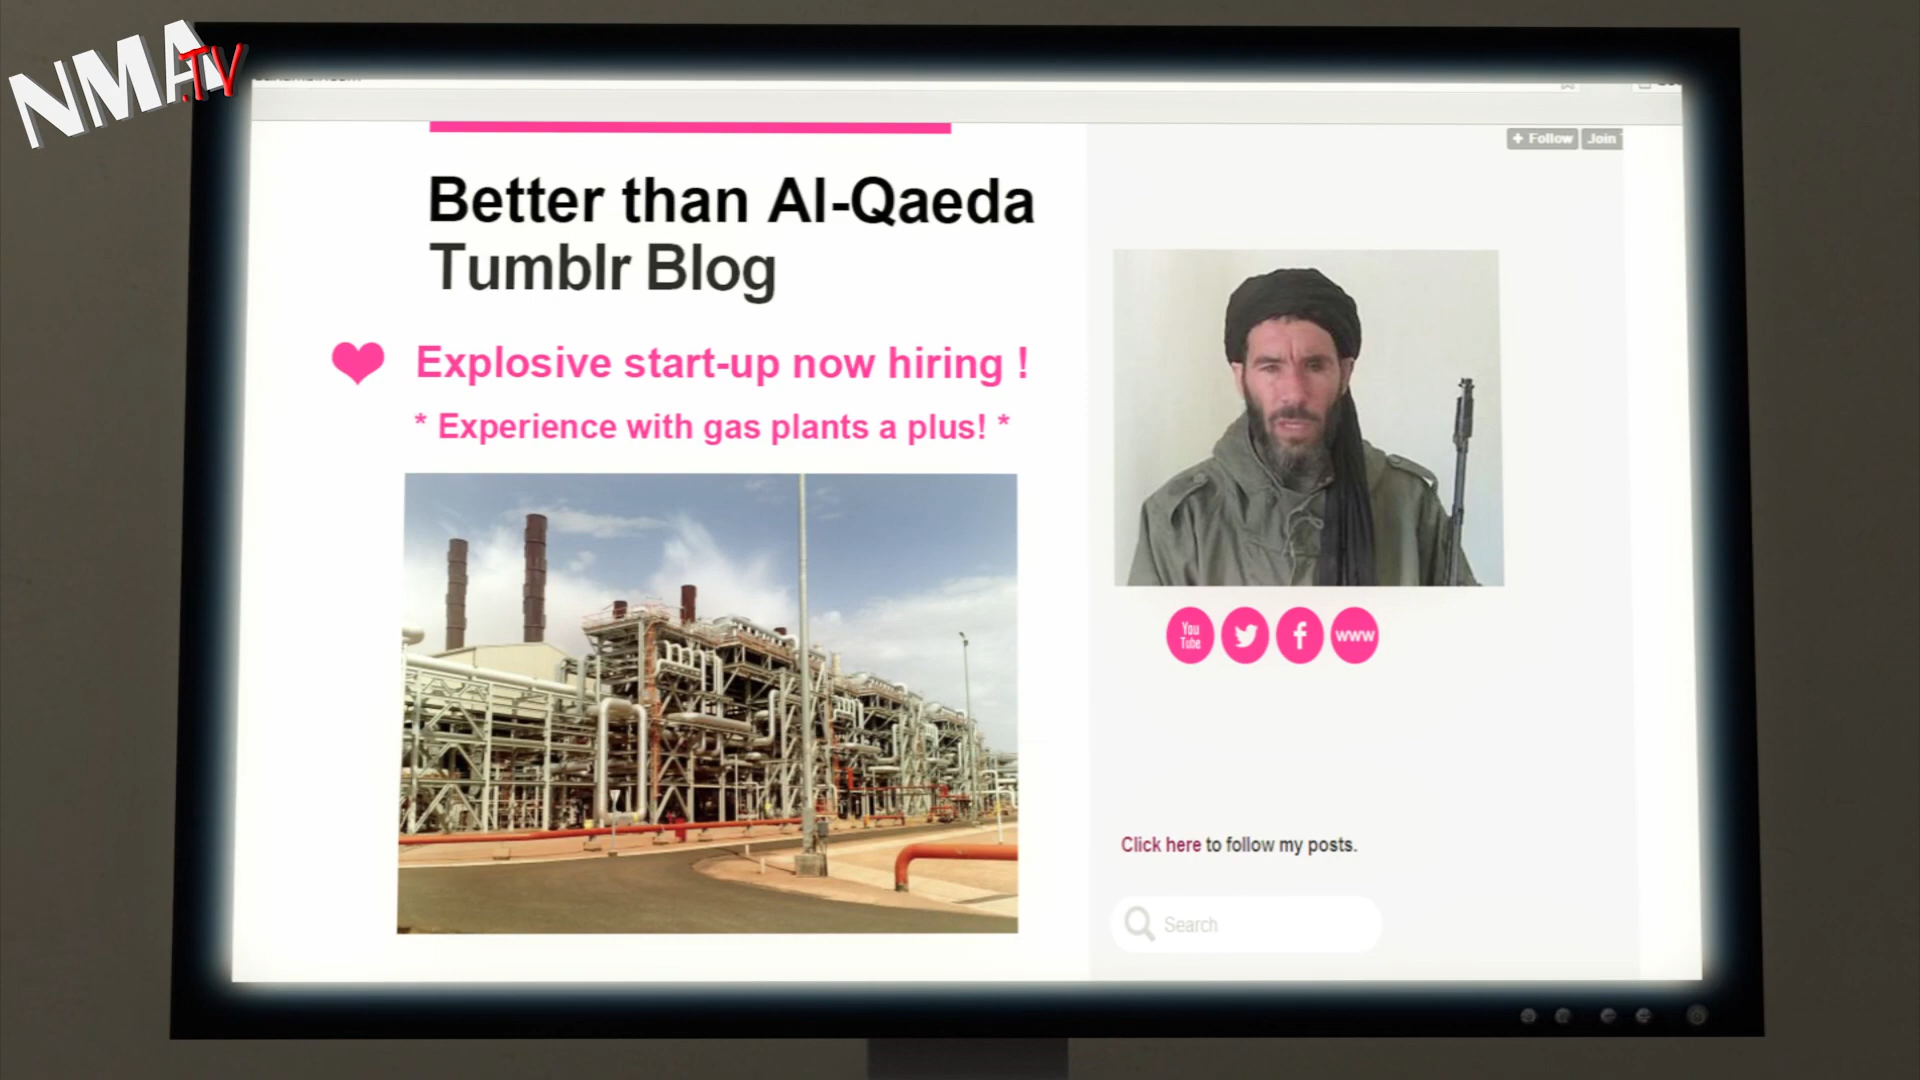 NMA.TV
+ Follow
Join
Better than Al-Qaeda
Tumblr Blog
Explosive start-up now hiring !
* Experience with gas plants a plus! *
You
Tube
f
www
Click here to follow my posts.
Search